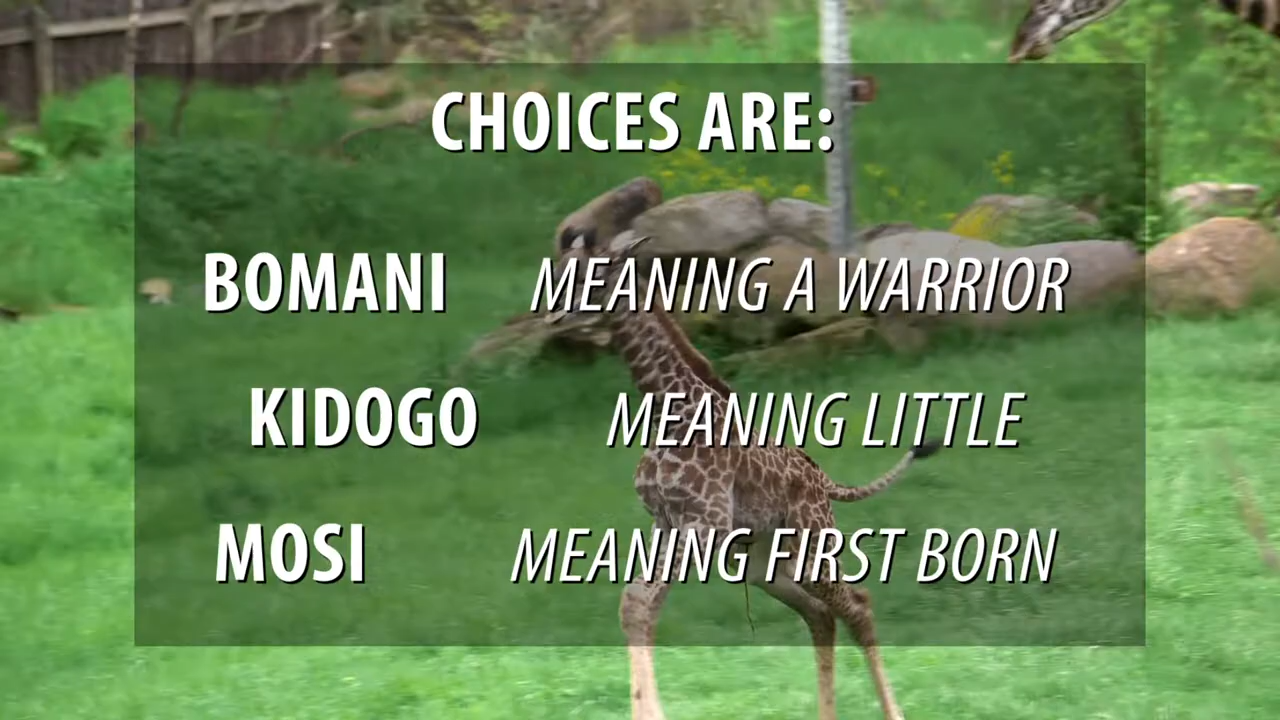 CHOICES ARE:
BOMANI MEANING A WARRIOR
KIDOGO MEANING LITTLE
MOSI MEANING FIRST BORN